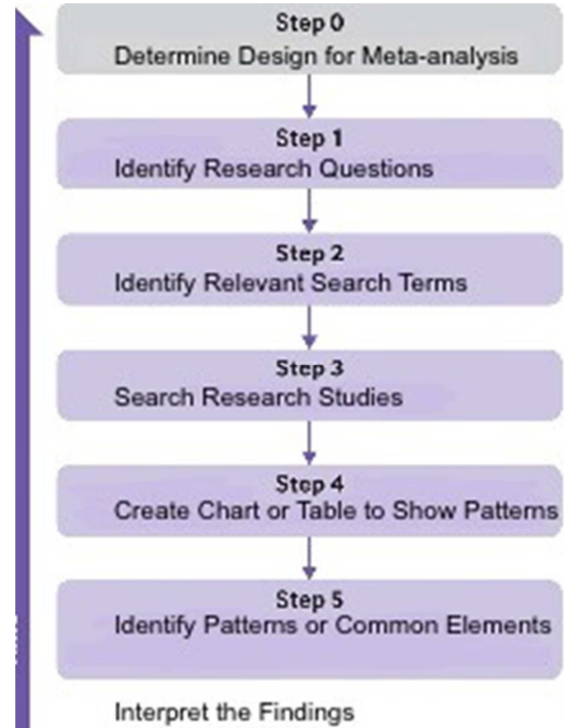 Step 0
Determine Design for Meta-analysis
Step 1
Identify Research Questions
Step 2
Identify Relevant Search Terms
Step 3
Search Research Studies
Step 4
Create Chart or Table to Show Patterns
Step 5
Identify Patterns or Common Elements
Interpret the Findings